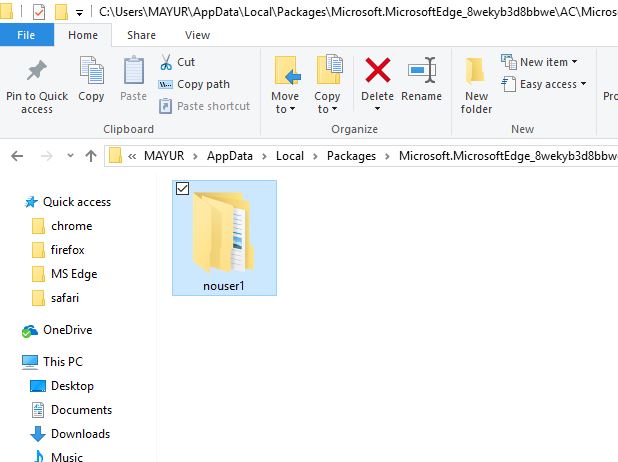 C:\Users\MAYUR\AppData\Local\Packages\Microsoft.MicrosoftEdge_8wekyb3d8bbwe\AC\Micros
File Home Share View
Pin to Quick access
Copy
Paste
Cut
Copy path
Paste shortcut
Clipboard
Move to
Copy to
Delete
Rename
Organize
New folder
New item
Easy access
New
Pro
« MAYUR > AppData > Local > Packages > Microsoft.MicrosoftEdge_8wekyb3d8bbwe
Quick access
chrome
firefox
MS Edge
safari
OneDrive
This PC
Desktop
Documents
Downloads
Music
nouser1